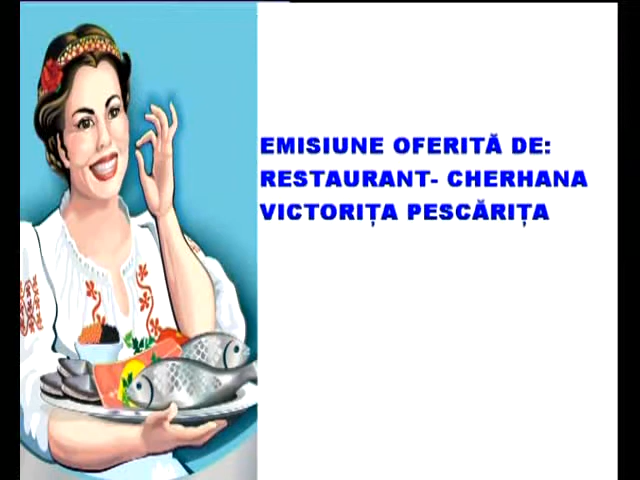 EMISIUNE OFERITĂ DE:
RESTAURANT- CHERHANA
VICTORIȚA PESCĂRIȚA